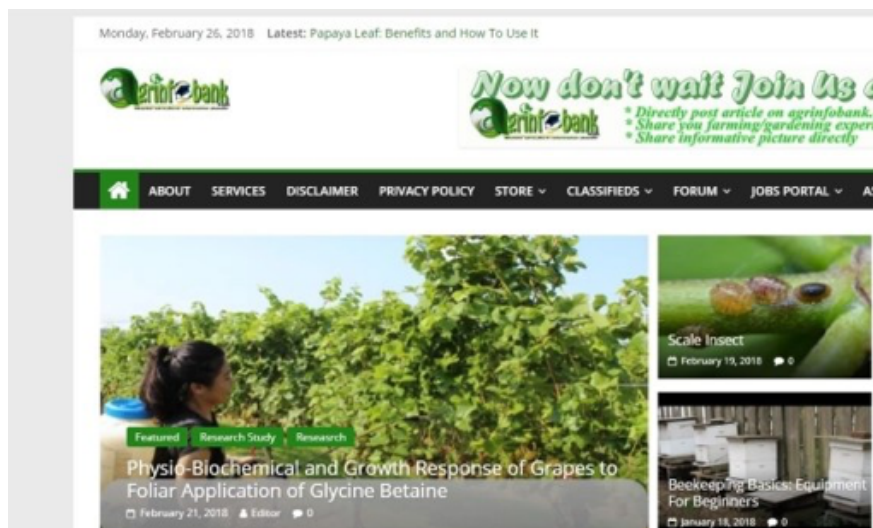 Monday, February 26, 2018 Latest: Papaya Leaf: Benefits and How To Use It
agrinfobank
Now don't wait Join Us
agrinfobank
* Directly post article on agrinfobank.
* Share you farming/gardening exper
* Share informative picture directly
ABOUT SERVICES DISCLAIMER PRIVACY POLICY STORE CLASSIFIEDS FORUM JOBS PORTAL
Scale Insect
February 19, 2018 0
Featured Research Study Reseasrch
Physio-Biochemical and Growth Response of Grapes to
Foliar Application of Glycine Betaine
February 21, 2018 Editor 0
Beekeeping Basics: Equipment
For Beginners
January 18, 2018 0